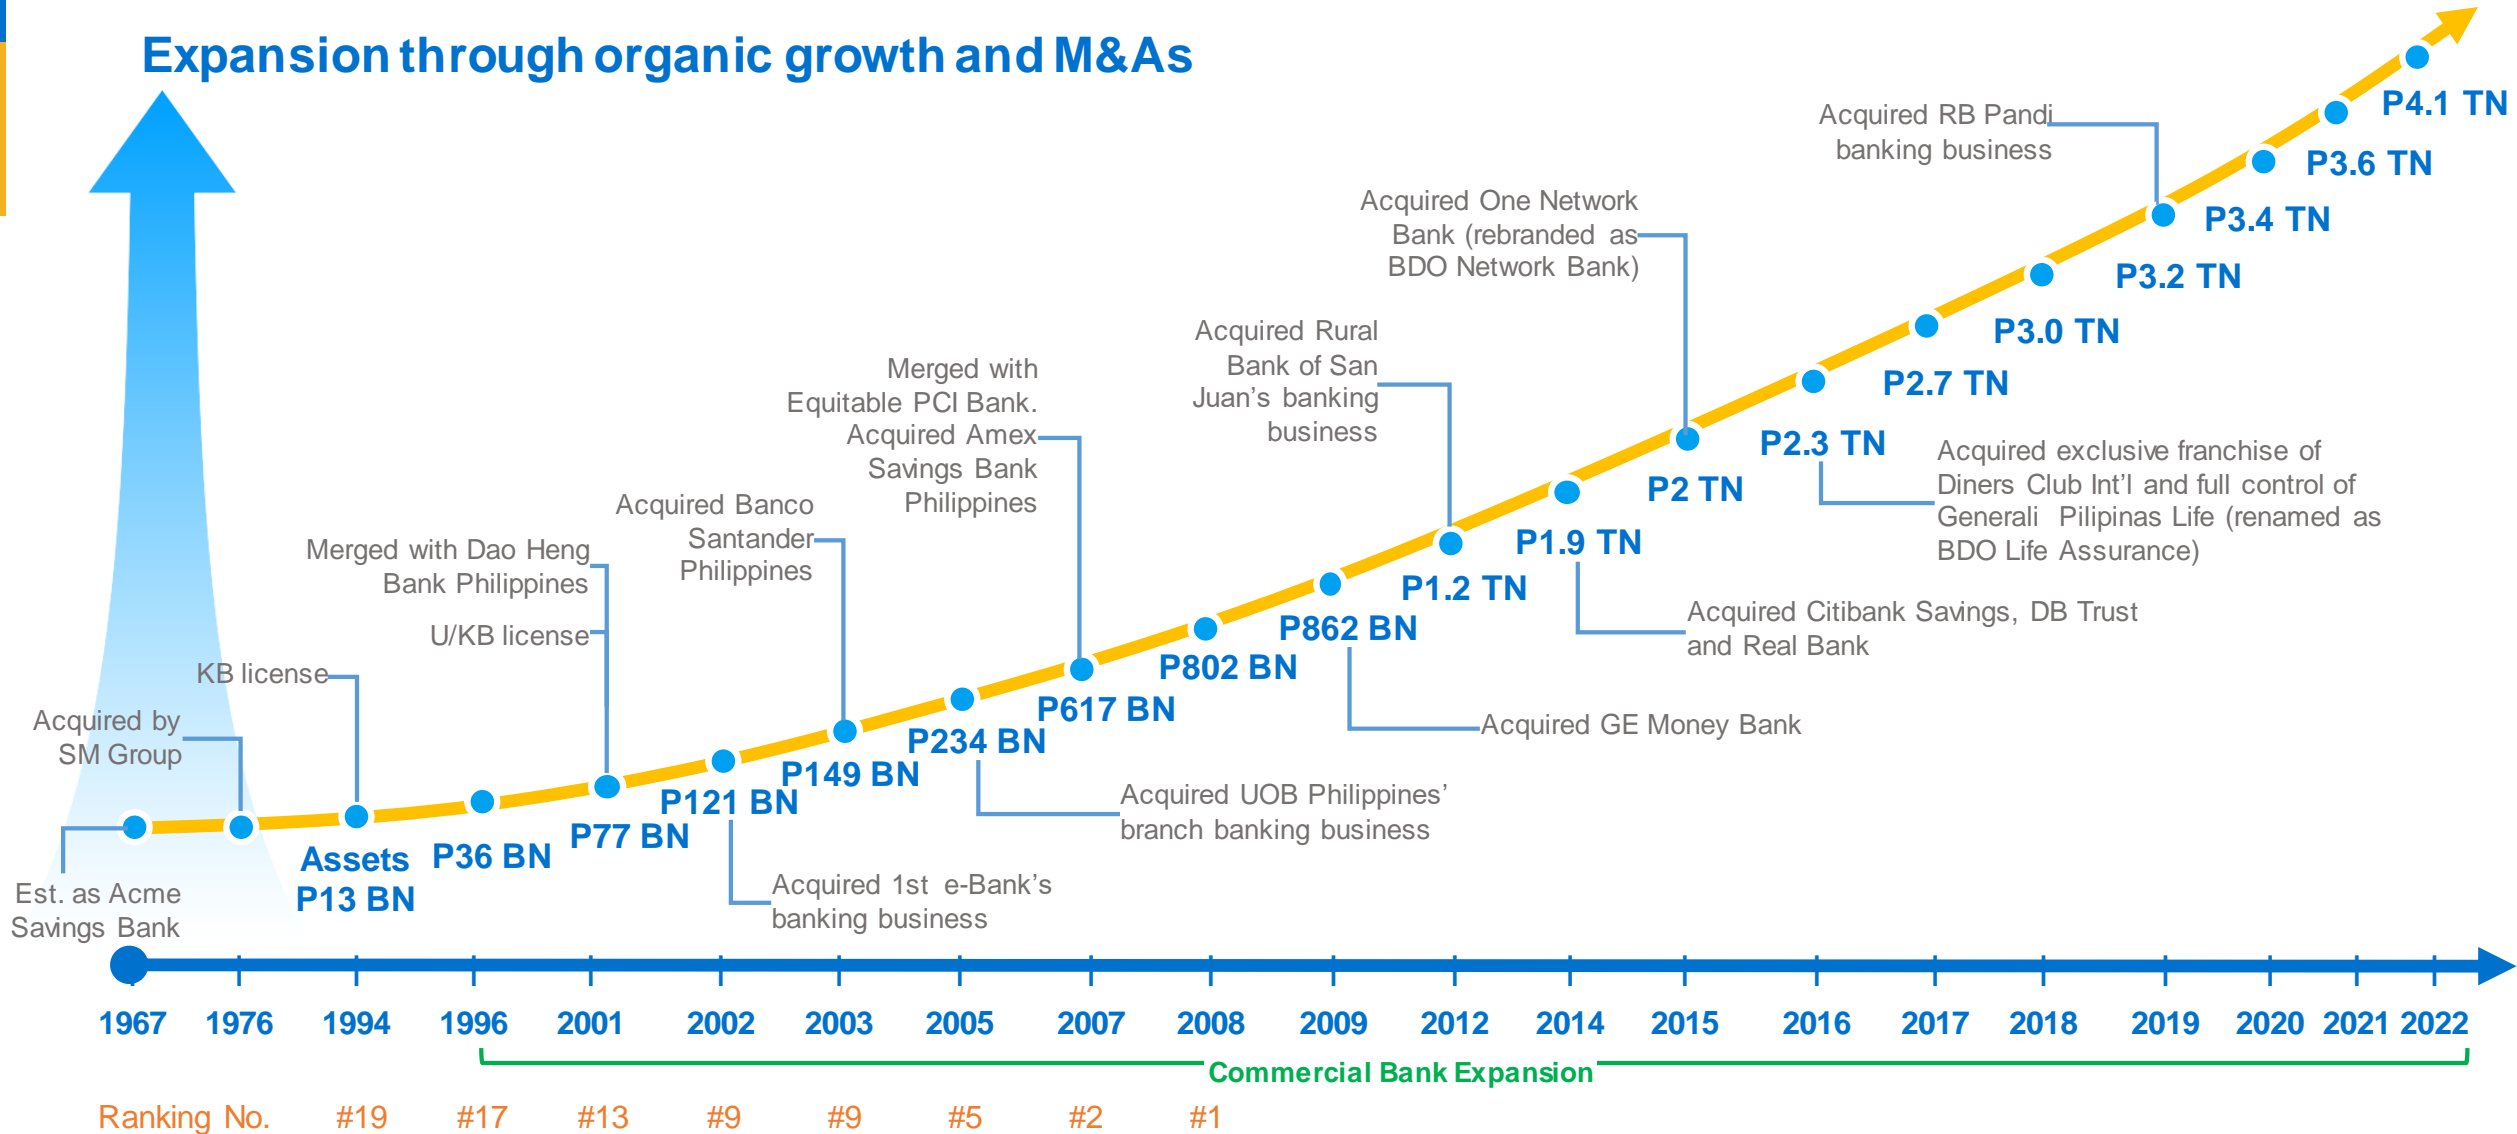 Expansion through organic growth and M&As
Est. as Acme
Savings Bank
Acquired by
SM Group
KB license
Assets
P13 BN
P36 BN
Merged with Dao Heng
Bank Philippines
U/KB license
P77 BN
P121 BN
Acquired 1st e-Bank's
banking business
Acquired Banco
Santander
Philippines
P149 BN
P234 BN
Acquired UOB Philippines'
branch banking business
Merged with
Equitable PCI Bank.
Acquired Amex
Savings Bank
Philippines
P617 BN
P802 BN
P862 BN
Acquired GE Money Bank
Acquired Rural
Bank of San
Juan's banking
business
P1.2 TN
P1.9 TN
Acquired Citibank Savings, DB Trust
and Real Bank
Acquired One Network
Bank (rebranded as
BDO Network Bank)
P2 TN
P2.3 TN
Acquired exclusive franchise of
Diners Club Int'l and full control of
Generali Pilipinas Life (renamed as
BDO Life Assurance)
P2.7 TN
P3.0 TN
Acquired RB Pandi
banking business
P3.2 TN
P3.4 TN
P3.6 TN
P4.1 TN
1967 1976 1994 1996 2001 2002 2003 2005 2007 2008 2009 2012 2014 2015 2016 2017 2018 2019 2020 2021 2022
Commercial Bank Expansion
Ranking No. #19 #17 #13 #9 #9 #5 #2 #1